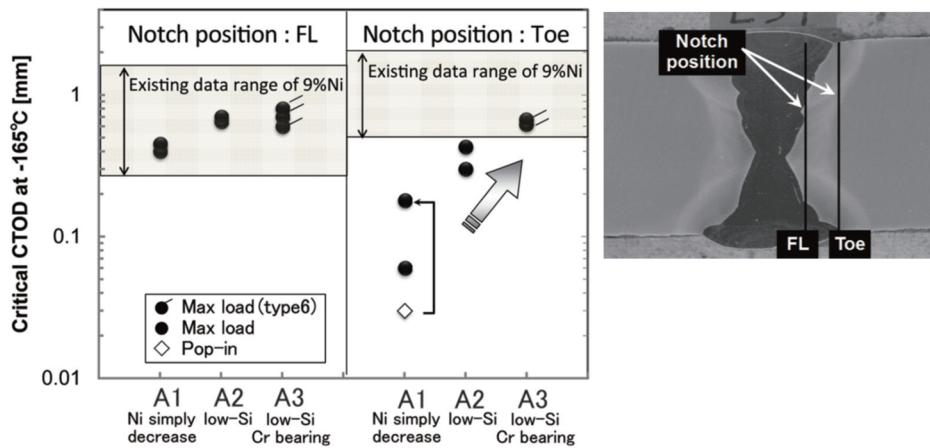 Critical CTOD at -165℃ [mm]
1
0.1
0.01
Notch position : FL
Existing data range of 9%Ni
Max load (type6)
Max load
Pop-in
Notch position : Toe
Existing data range of 9%Ni
A1
Ni simply
decrease
A2
low-Si
A3
low-Si
Cr bearing
A1
Ni simply
decrease
A2
low-Si
A3
low-Si
Cr bearing
Notch
position
FL
Toe